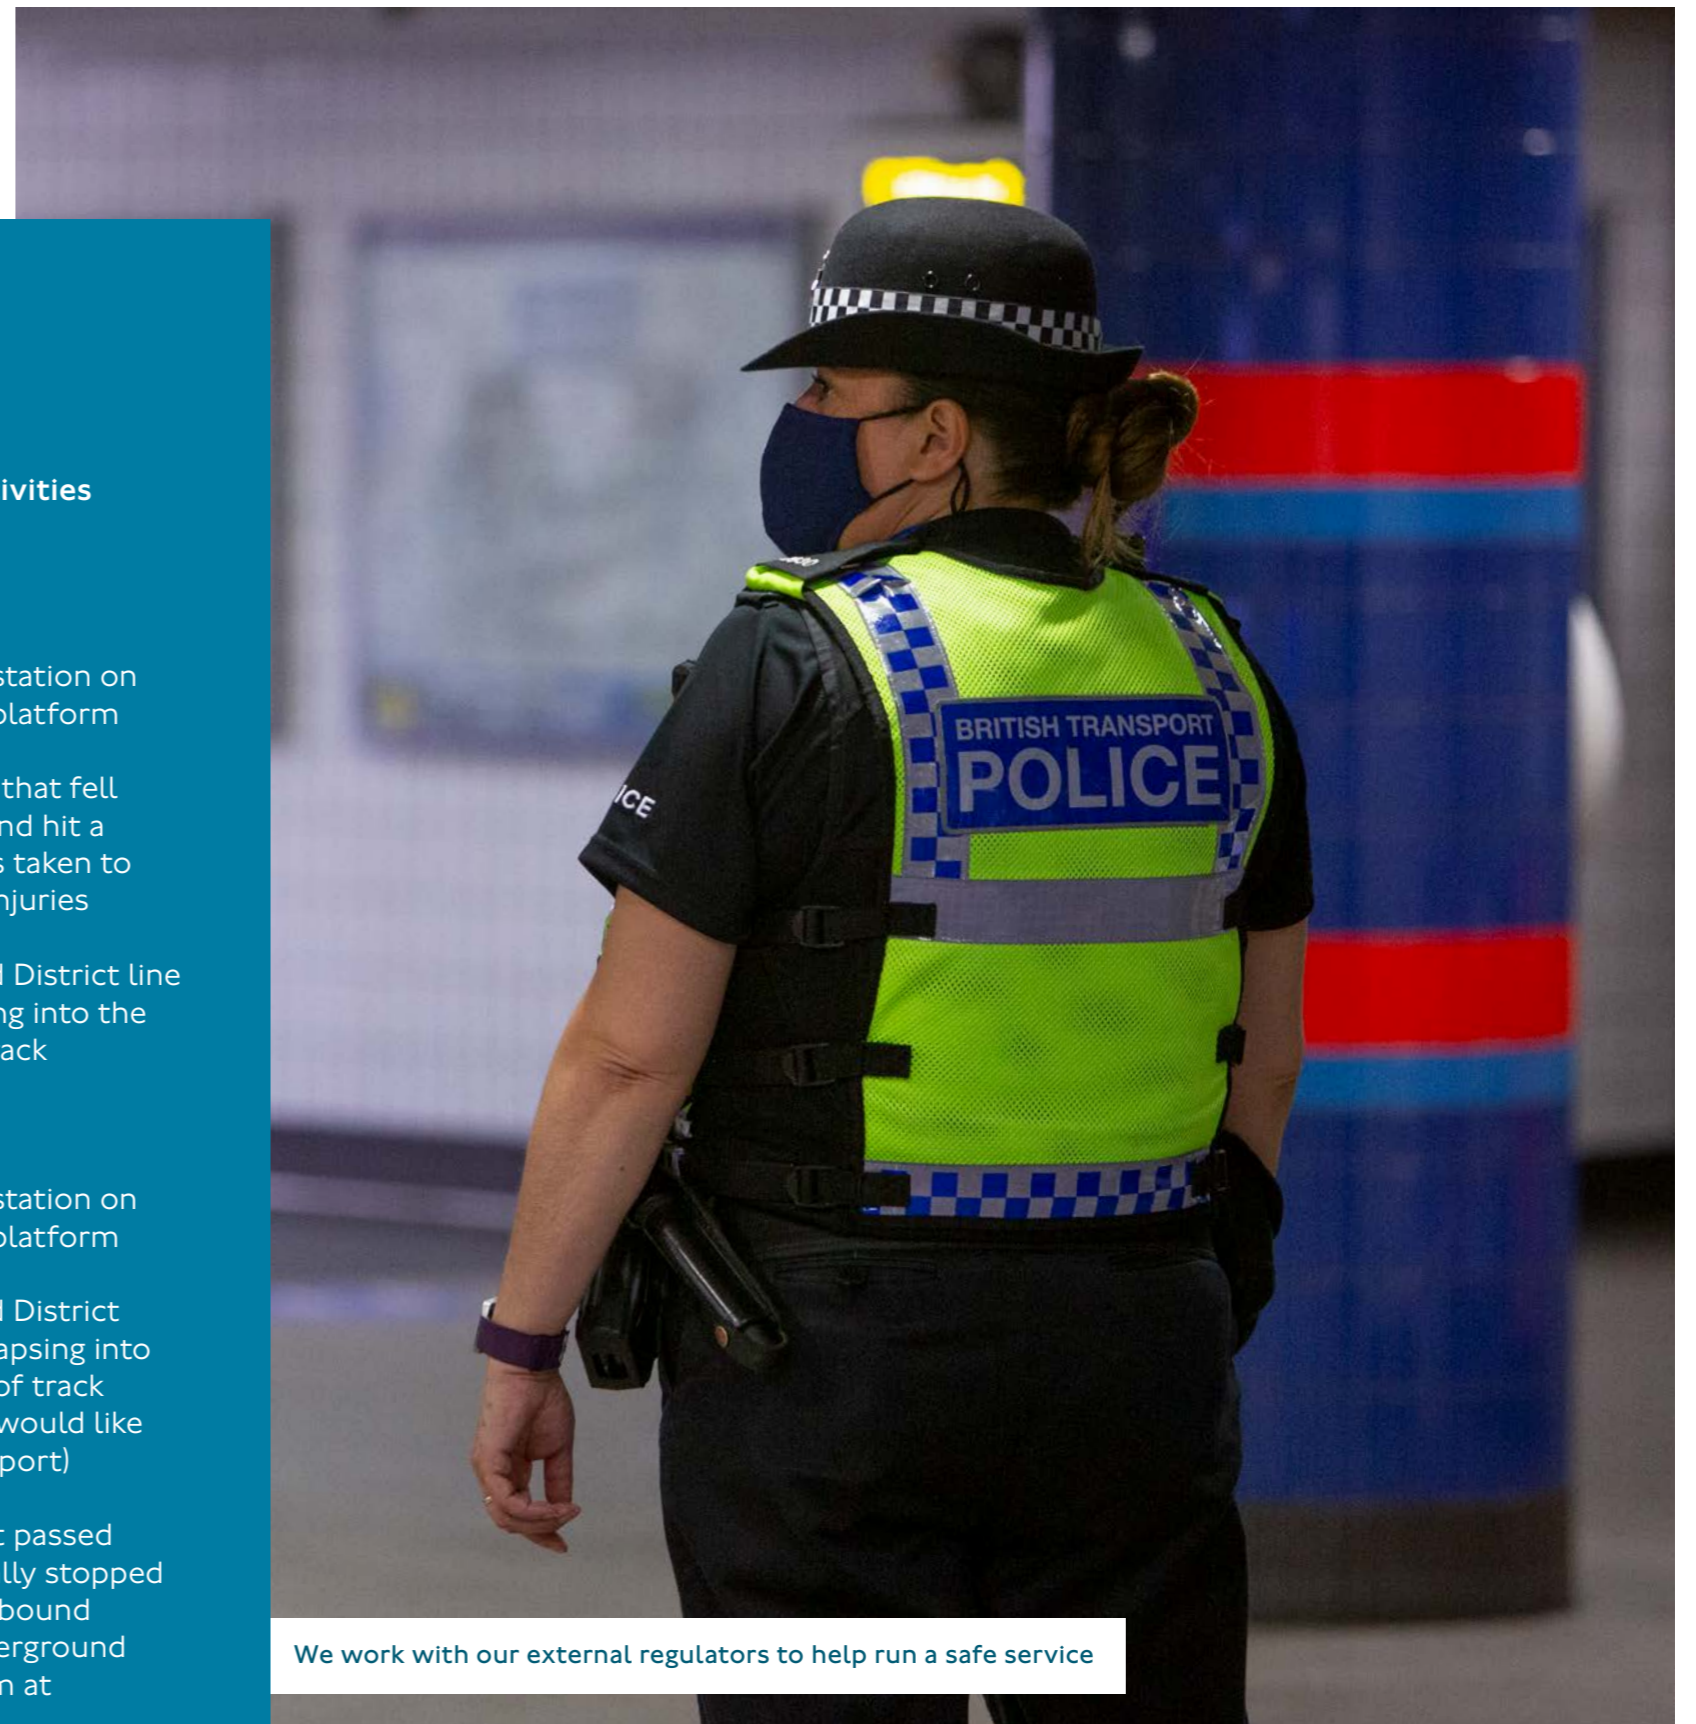 ivities
station on
platform
that fell
nd hit a
s taken to
njuries
d District line
ng into the
ack
station on
platform
d District
apsing into
of track
would like
port)
t passed
lly stopped
bound
erground
n at
BRITISH TRANSPORT
POLICE
ICE
We work with our external regulators to help run a safe service